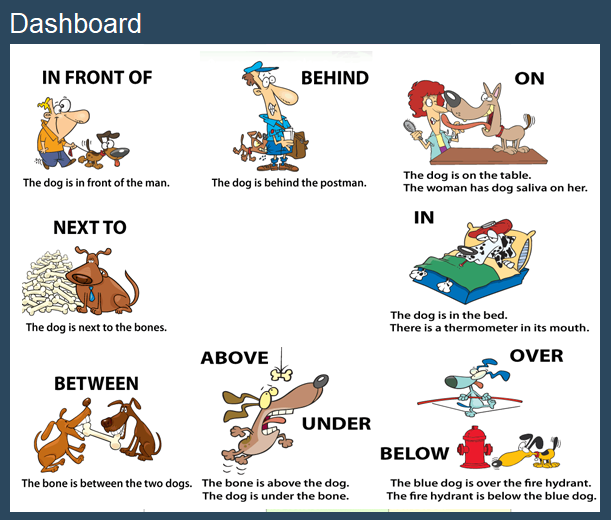 Dashboard
IN FRONT OF
The dog is in front of the man.
BEHIND
The dog is behind the postman.
ON
The dog is on the table.
The woman has dog saliva on her.
NEXT TO
The dog is next to the bones.
IN
The dog is in the bed.
There is a thermometer in its mouth.
BETWEEN
The bone is between the two dogs.
ABOVE
UNDER
The bone is above the dog.
The dog is under the bone.
OVER
BELOW
The blue dog is over the fire hydrant.
The fire hydrant is below the blue dog.